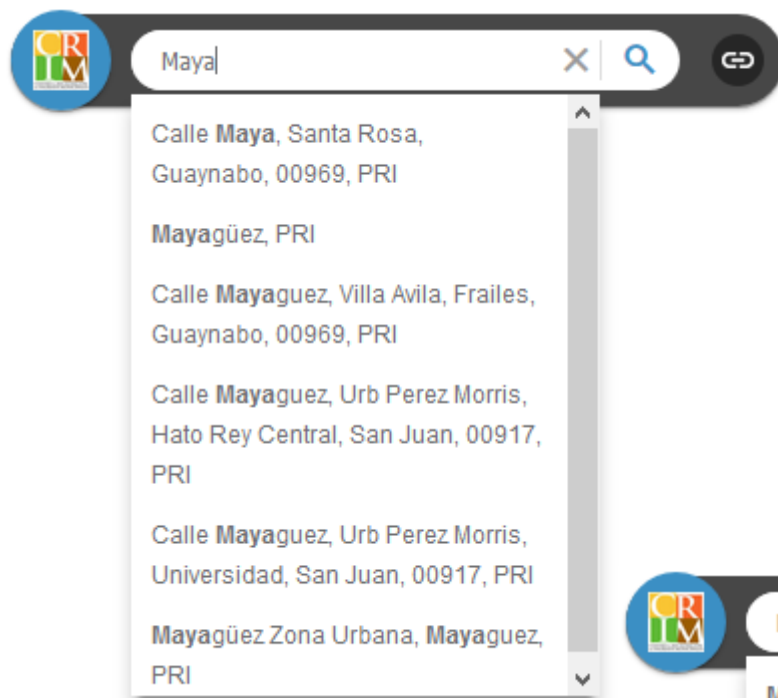 CRIM
Maya
Calle Maya, Santa Rosa,
Guaynabo, 00969, PRI
Mayagüez, PRI
Calle Mayaguez, Villa Avila, Frailes,
Guaynabo, 00969, PRI
Calle Mayaguez, Urb Perez Morris,
Hato Rey Central, San Juan, 00917,
PRI
Calle Mayaguez, Urb Perez Morris,
Universidad, San Juan, 00917, PRI
Mayagüez Zona Urbana, Mayaguez,
PRI
CRIM